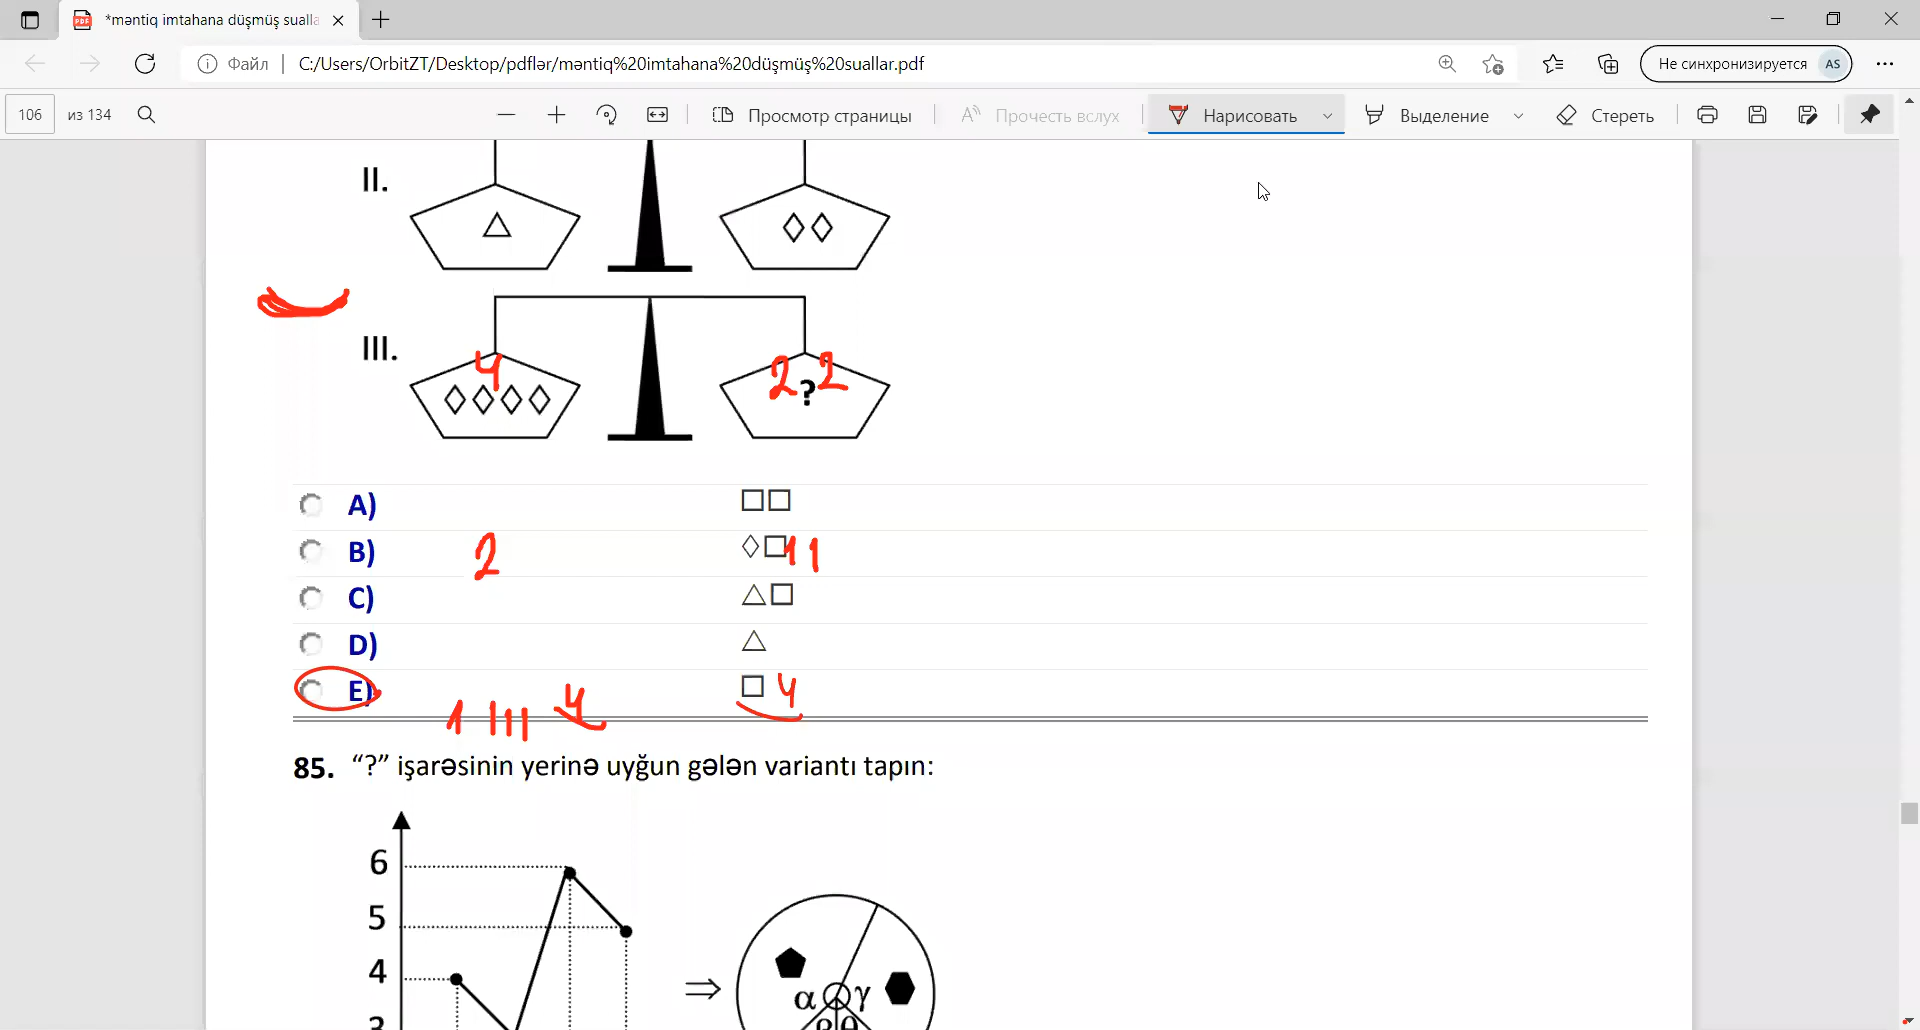 *məntiq imtahana düşmüş sualla
Файл C:/Users/OrbitZT/Desktop/pdflər/məntiq%20imtahana%20düşmüş%20suallar.pdf Не синхронизируется AS
106 из 134 Просмотр страницы Прочесть вслух Нарисовать Выделение Стереть
II.
III.
4 2 ? 2
A)
B) 2 1 1
C)
D)
E) 4
1 4
85. “?” işarəsinin yerinə uyğun gələn variantı tapın:
6
5
4
α γ
3
β θ